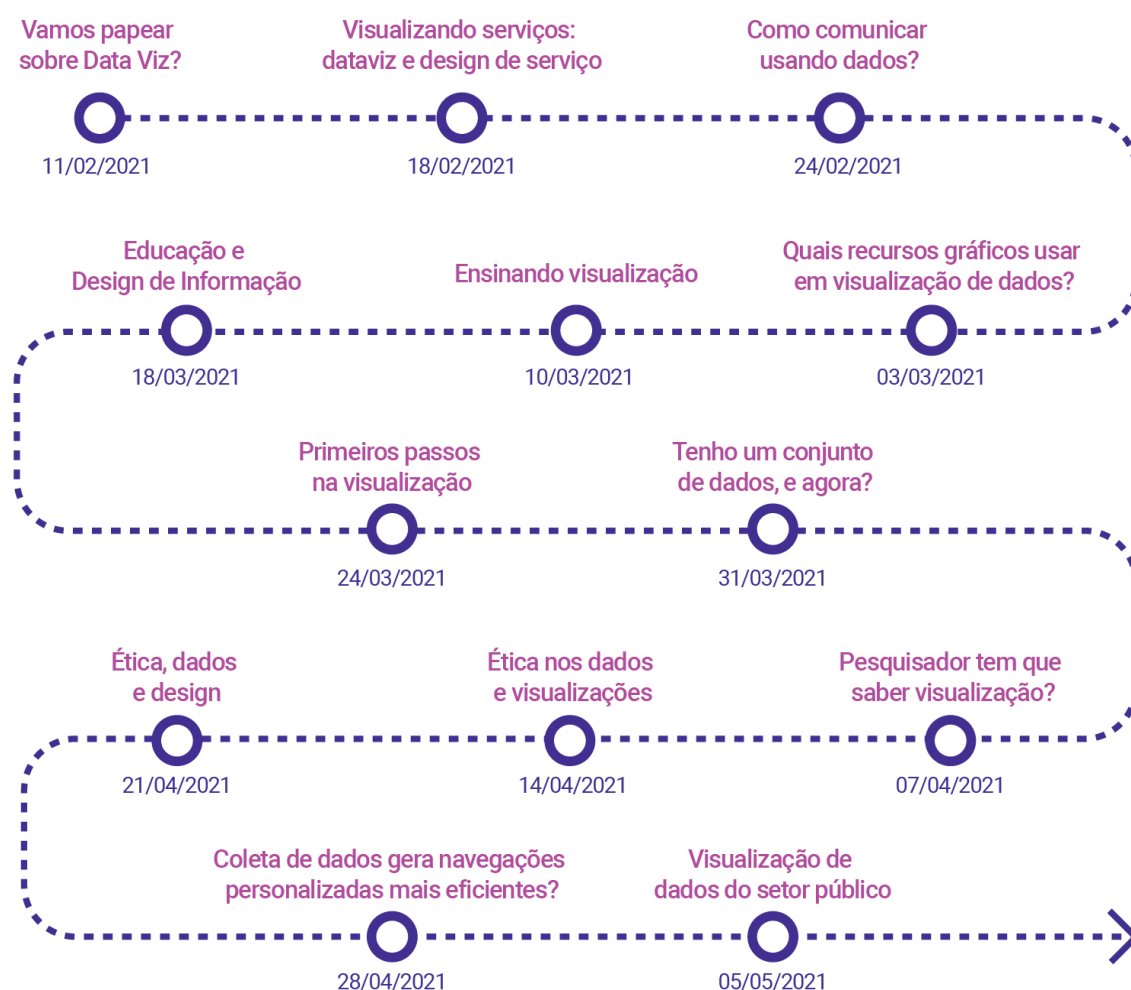 Vamos papear
sobre Data Viz?
11/02/2021
Visualizando serviços:
dataviz e design de serviço
18/02/2021
Como comunicar
usando dados?
24/02/2021
Quais recursos gráficos usar
em visualização de dados?
03/03/2021
Ensinando visualização
10/03/2021
Educação e
Design de Informação
18/03/2021
Primeiros passos
na visualização
24/03/2021
Tenho um conjunto
de dados, e agora?
31/03/2021
Pesquisador tem que
saber visualização?
07/04/2021
Ética nos dados
e visualizações
14/04/2021
Ética, dados
e design
21/04/2021
Coleta de dados gera navegações
personalizadas mais eficientes?
28/04/2021
Visualização de
dados do setor público
05/05/2021